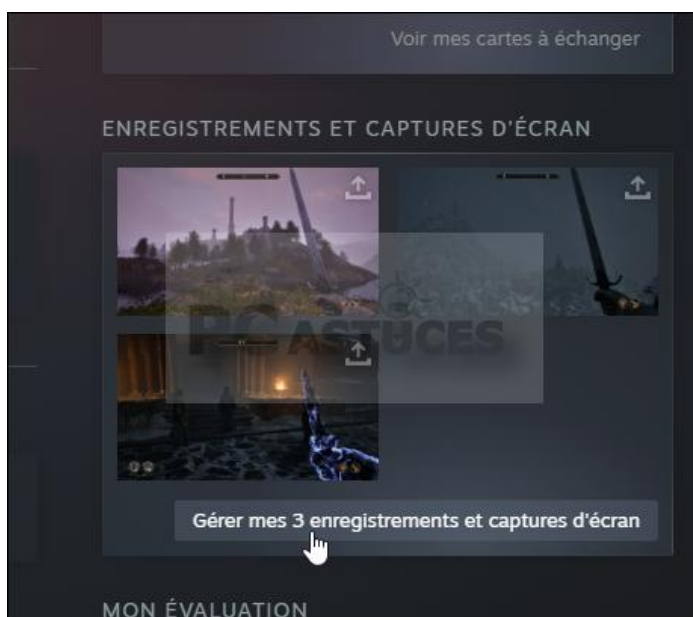 Voir mes cartes à échanger
ENREGISTREMENTS ET CAPTURES D'ÉCRAN
PC ASTUCES
Gérer mes 3 enregistrements et captures d'écran
MON ÉVALUATION